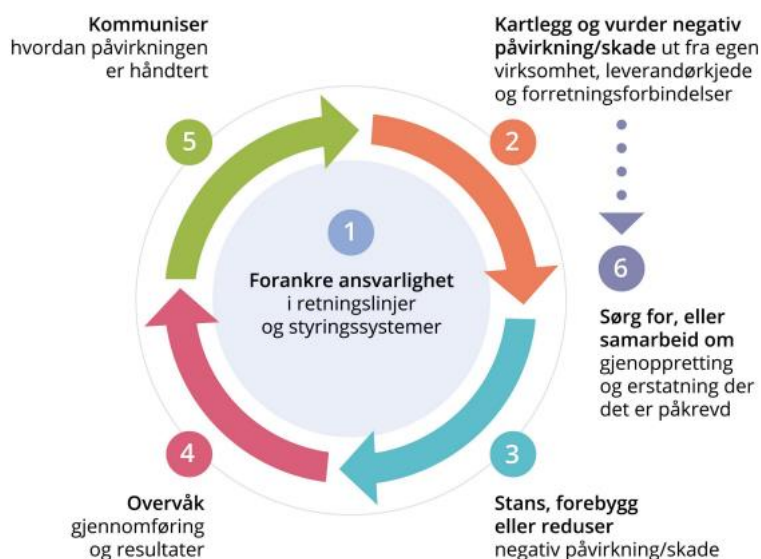 1
Forankre ansvarlighet
i retningslinjer
og styringssystemer
2
Kartlegg og vurder negativ
påvirkning/skade ut fra egen
virksomhet, leverandørkjede
og forretningsforbindelser
3
Stans, forebygg
eller reduser
negativ påvirkning/skade
4
Overvåk
gjennomføring
og resultater
5
Kommuniser
hvordan påvirkningen
er håndtert
6
Sørg for, eller
samarbeid om
gjenoppretting
og erstatning der
det er påkrevd